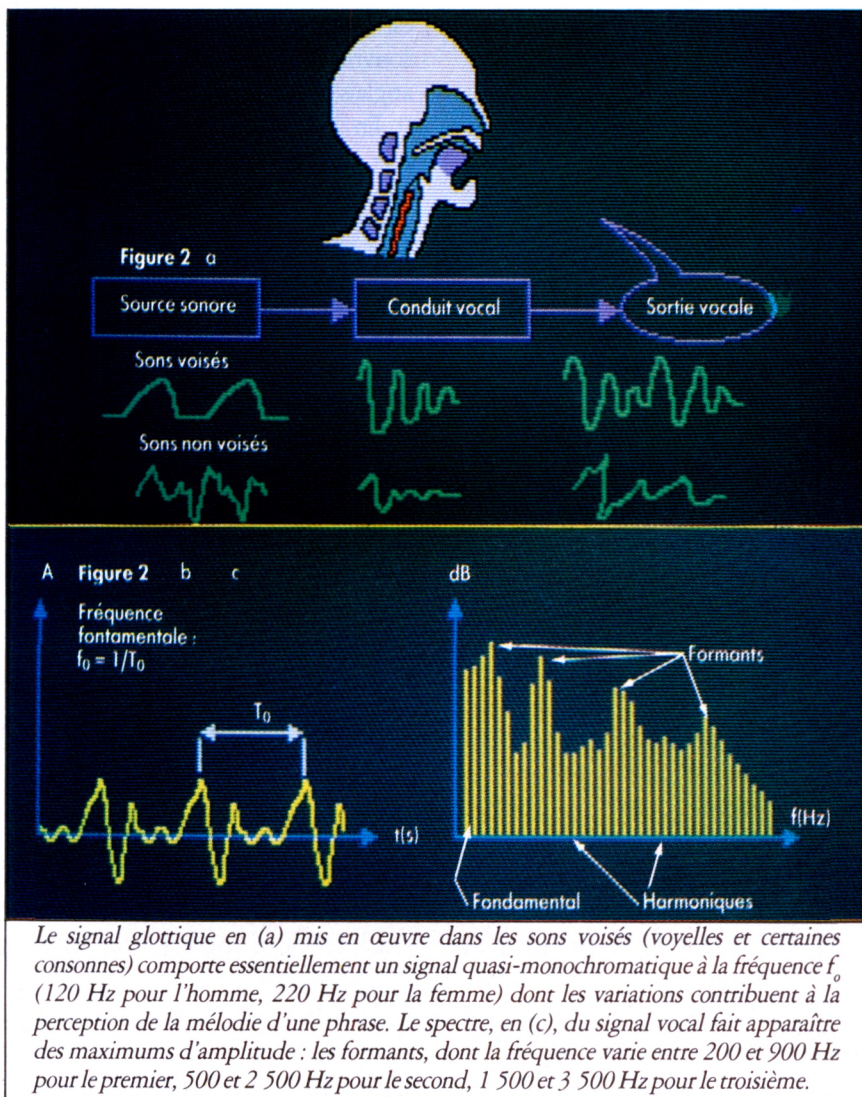 Figure 2 a
Source sonore
Conduit vocal
Sortie vocale
Sons voisés
Sons non voisés
A Figure 2 b c
Fréquence
fontamentale :
f₀ = 1/T₀
T₀
t(s)
dB
Formants
f(Hz)
Fondamental
Harmoniques
Le signal glottique en (a) mis en œuvre dans les sons voisés (voyelles et certaines
consonnes) comporte essentiellement un signal quasi-monochromatique à la fréquence f₀
(120 Hz pour l'homme, 220 Hz pour la femme) dont les variations contribuent à la
perception de la mélodie d'une phrase. Le spectre, en (c), du signal vocal fait apparaître
des maximums d'amplitude : les formants, dont la fréquence varie entre 200 et 900 Hz
pour le premier, 500 et 2 500 Hz pour le second, 1 500 et 3 500 Hz pour le troisième.